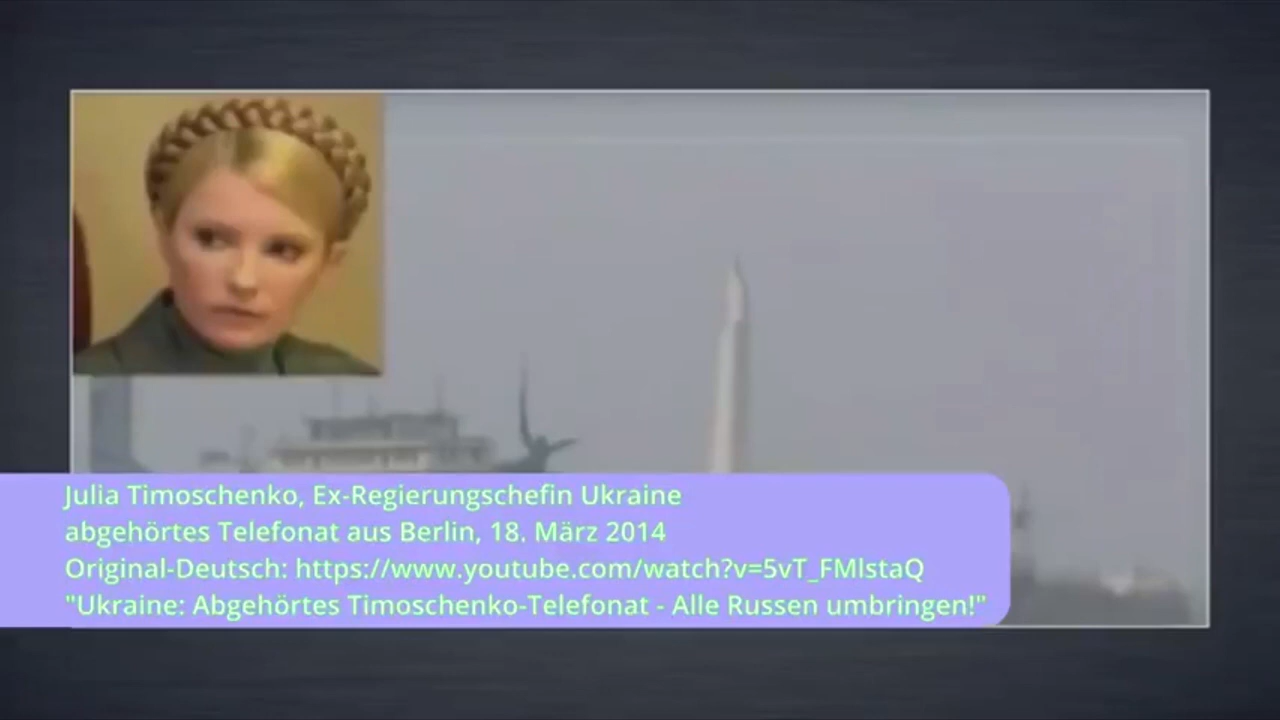 Julia Timoschenko, Ex-Regierungschefin Ukraine
abgehörtes Telefonat aus Berlin, 18. März 2014
Original-Deutsch: https://www.youtube.com/watch?v=5vT_FMlstaQ
"Ukraine: Abgehörtes Timoschenko-Telefonat - Alle Russen umbringen!"